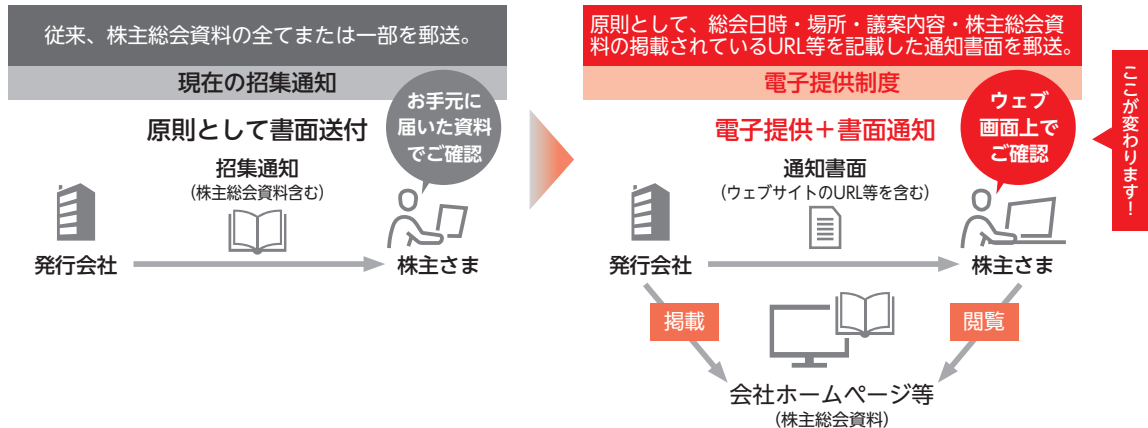 従来、株主総会資料の全てまたは一部を郵送。
現在の招集通知
お手元に
届いた資料
でご確認
原則として書面送付
招集通知
（株主総会資料含む）
発行会社
株主さま
原則として、総会日時・場所・議案内容・株主総会資
料の掲載されているURL等を記載した通知書面を郵送。
電子提供制度
ウェブ
画面上で
ご確認
電子提供＋書面通知
通知書面
（ウェブサイトのURL等を含む）
発行会社
株主さま
掲載
閲覧
会社ホームページ等
（株主総会資料）
ここが変わります！